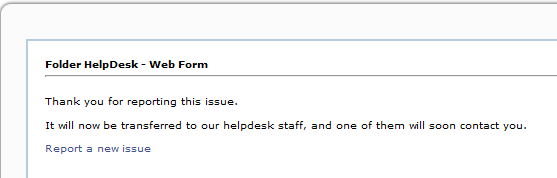 Folder HelpDesk - Web Form
Thank you for reporting this issue.
It will now be transferred to our helpdesk staff, and one of them will soon contact you.
Report a new issue